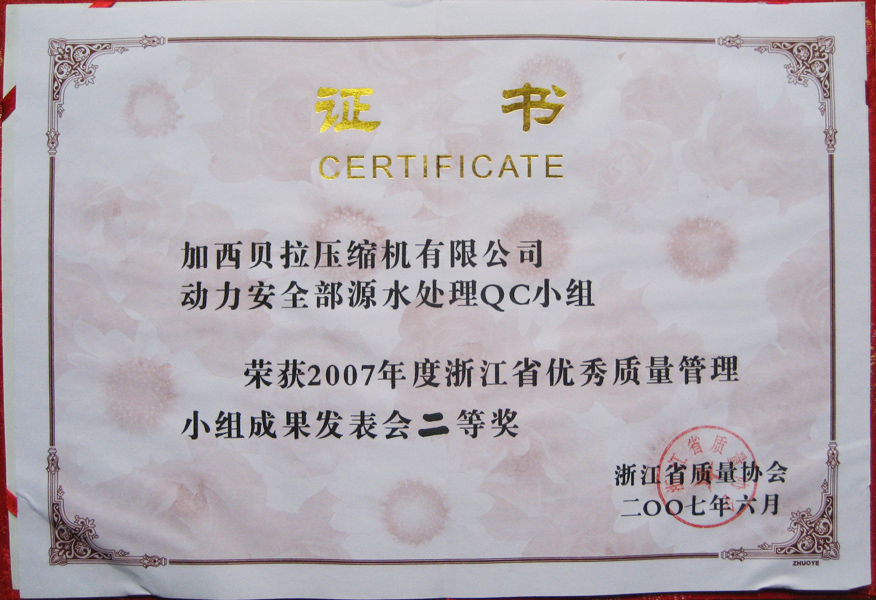 证 书
CERTIFICATE
加西贝拉压缩机有限公司
动力安全部源水处理QC小组
荣获2007年度浙江省优秀质量管理
小组成果发表会二等奖
浙江省质量协会
二〇〇七年六月
ZHUOYE